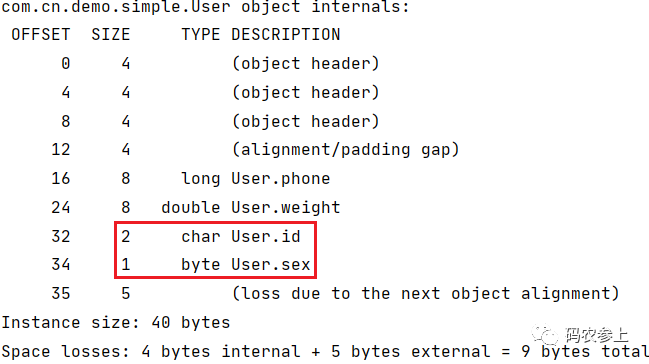 com.cn.demo.simple.User object internals:
OFFSET SIZE TYPE DESCRIPTION
0 4 (object header)
4 4 (object header)
8 4 (object header)
12 4 (alignment/padding gap)
16 8 long User.phone
24 8 double User.weight
32 2 char User.id
34 1 byte User.sex
35 5 (loss due to the next object alignment)
Instance size: 40 bytes
Space losses: 4 bytes internal + 5 bytes external = 9 bytes total
码农参上